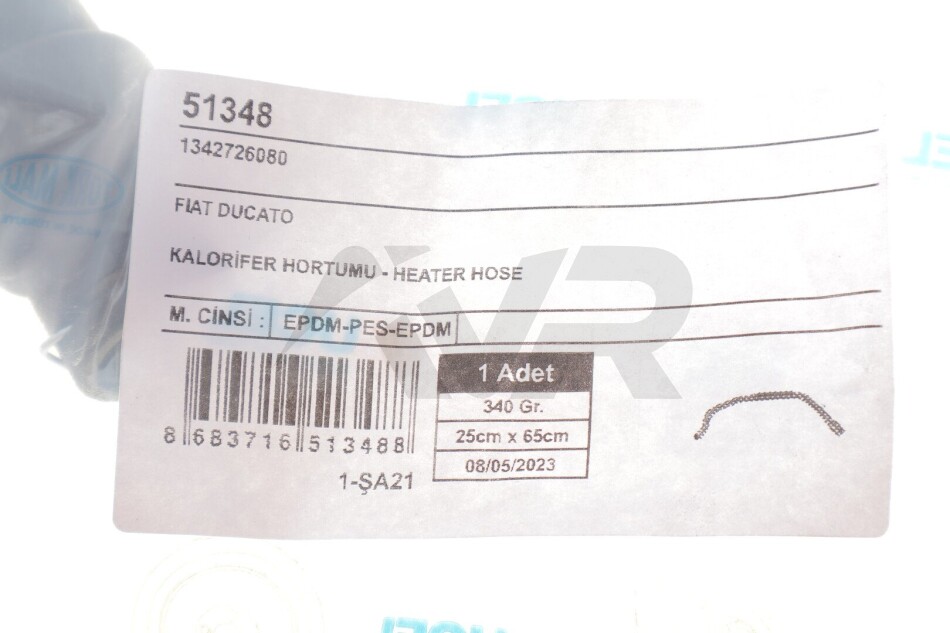 51348
1342726080
FIAT DUCATO
KALORİFER HORTUMU - HEATER HOSE
M. CİNSİ : EPDM-PES-EPDM
1 Adet
340 Gr.
25cm x 65cm
08/05/2023
8 683716 513488
1-ŞA21